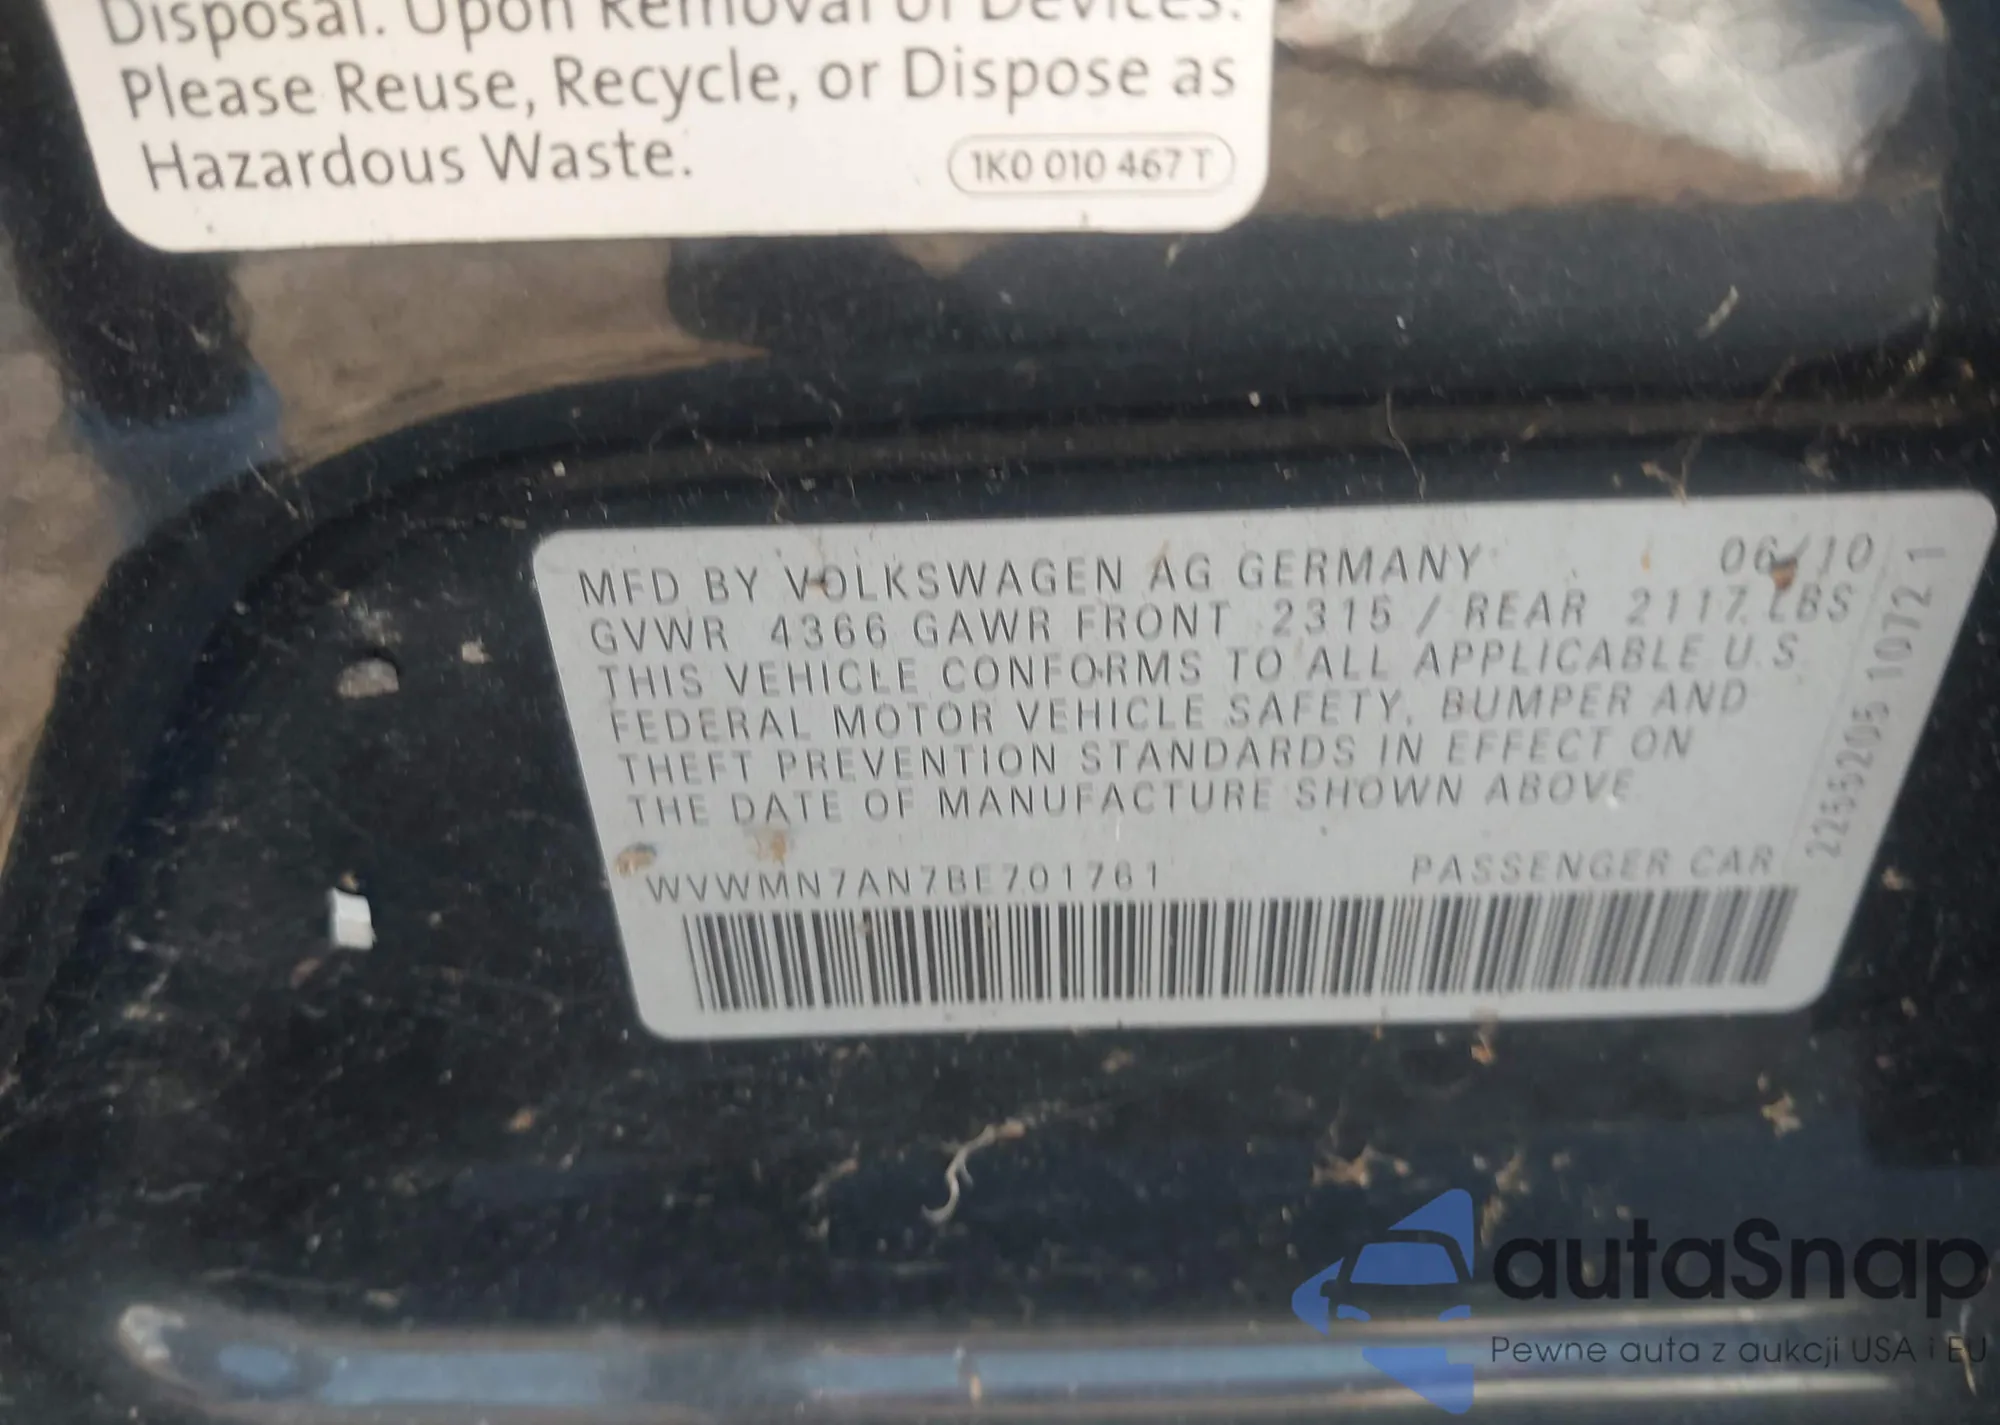 Disposal. Upon Removal of Devices.
Please Reuse, Recycle, or Dispose as
Hazardous Waste.
1K0 010 467 T
MFD BY VOLKSWAGEN AG GERMANY 06/10
GVWR 4366 GAWR FRONT 2315 / REAR 2117 LBS
THIS VEHICLE CONFORMS TO ALL APPLICABLE U.S.
FEDERAL MOTOR VEHICLE SAFETY, BUMPER AND
THEFT PREVENTION STANDARDS IN EFFECT ON
THE DATE OF MANUFACTURE SHOWN ABOVE
WVWMN7AN7BE701761 PASSENGER CAR
22555205 10721
autaSnap
Pewne auta z aukcji USA i EU